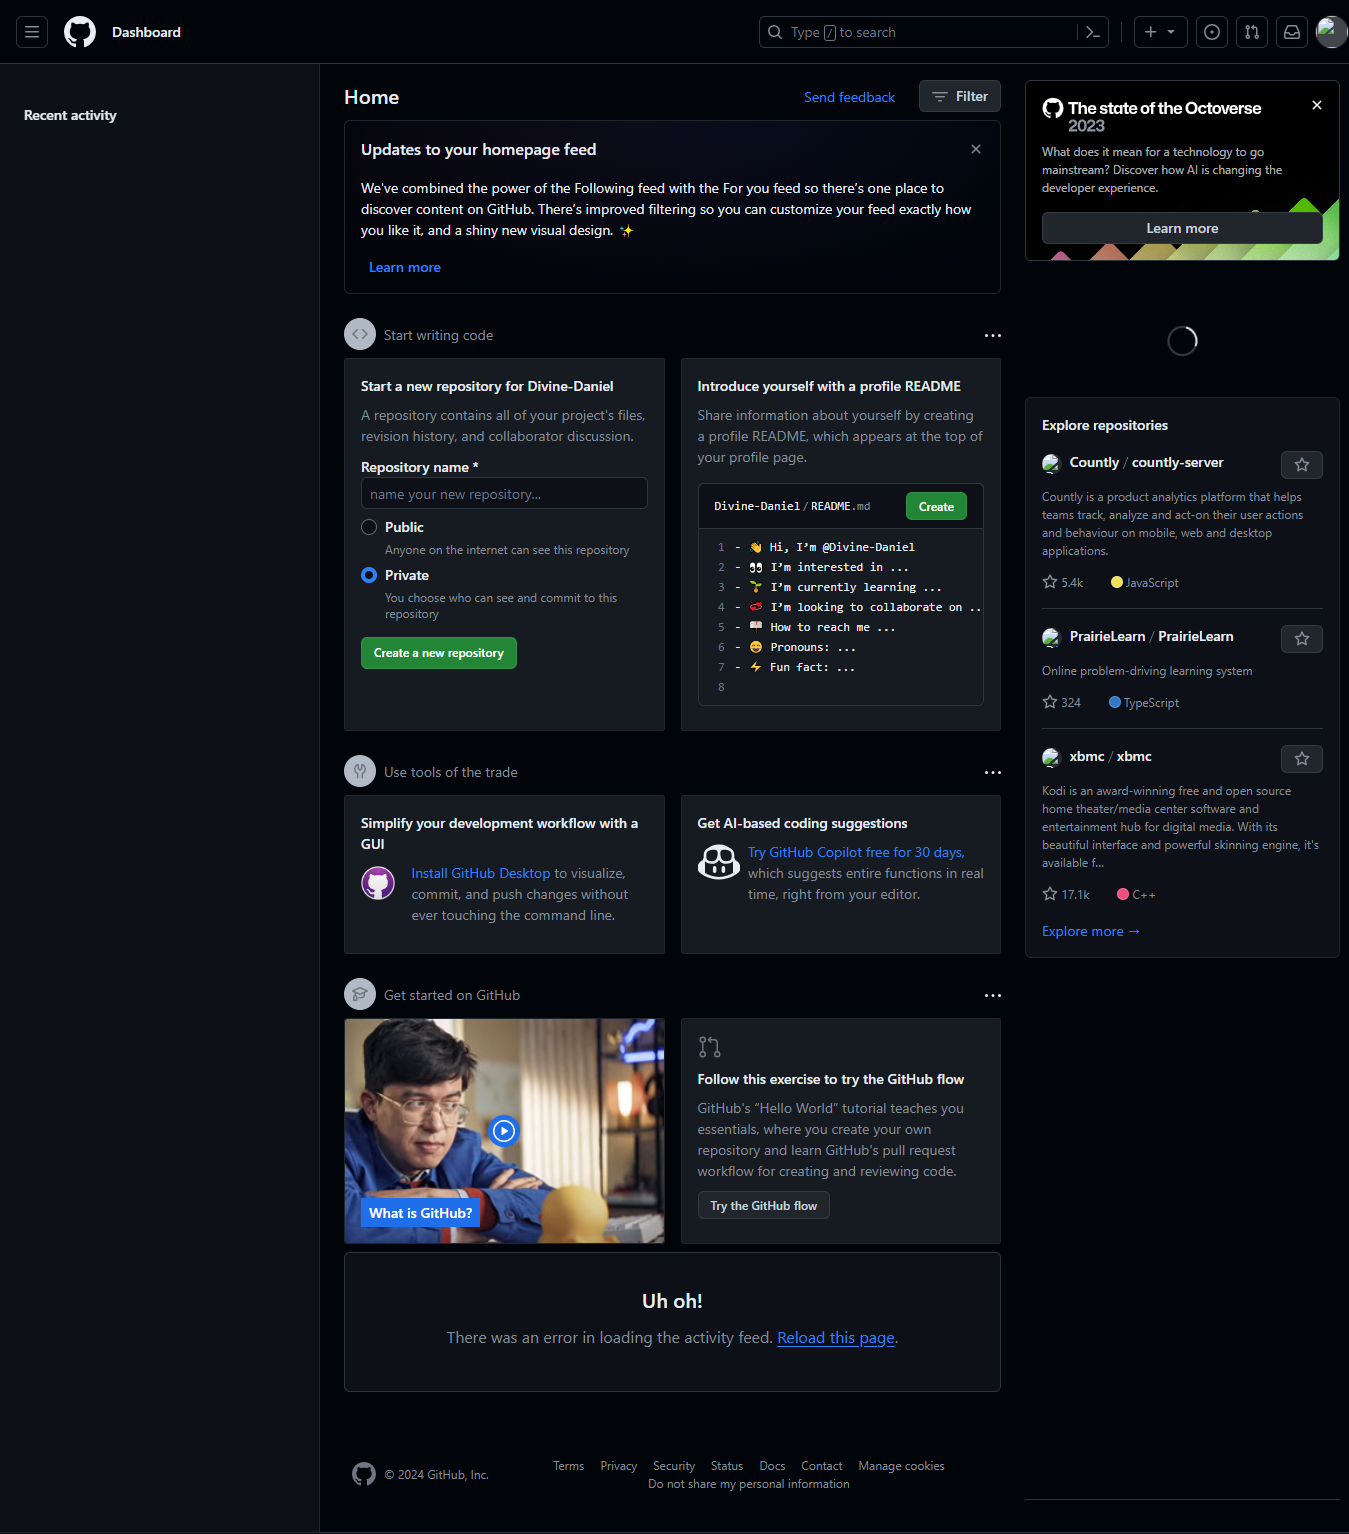 Dashboard
Type / to search
Recent activity
Home
Send feedback
Filter
Updates to your homepage feed
We've combined the power of the Following feed with the For you feed so there's one place to
discover content on GitHub. There's improved filtering so you can customize your feed exactly how
you like it, and a shiny new visual design. ✨
Learn more
Start writing code
Start a new repository for Divine-Daniel
A repository contains all of your project's files,
revision history, and collaborator discussion.
Repository name *
name your new repository...
Public
Anyone on the internet can see this repository
Private
You choose who can see and commit to this
repository
Create a new repository
Introduce yourself with a profile README
Share information about yourself by creating
a profile README, which appears at the top of
your profile page.
Divine-Daniel / README.md
Create
1 - 👋 Hi, I'm @Divine-Daniel
2 - 👀 I'm interested in ...
3 - 🌱 I'm currently learning ...
4 - 💞️ I'm looking to collaborate on ..
5 - 📫 How to reach me ...
6 - 😄 Pronouns: ...
7 - ⚡ Fun fact: ...
8
Use tools of the trade
Simplify your development workflow with a
GUI
Install GitHub Desktop to visualize,
commit, and push changes without
ever touching the command line.
Get AI-based coding suggestions
Try GitHub Copilot free for 30 days,
which suggests entire functions in real
time, right from your editor.
Get started on GitHub
What is GitHub?
Follow this exercise to try the GitHub flow
GitHub's “Hello World” tutorial teaches you
essentials, where you create your own
repository and learn GitHub's pull request
workflow for creating and reviewing code.
Try the GitHub flow
Uh oh!
There was an error in loading the activity feed. Reload this page.
The state of the Octoverse
2023
What does it mean for a technology to go
mainstream? Discover how AI is changing the
developer experience.
Learn more
Explore repositories
Countly / countly-server
Countly is a product analytics platform that helps
teams track, analyze and act-on their user actions
and behaviour on mobile, web and desktop
applications.
5.4k JavaScript
PrairieLearn / PrairieLearn
Online problem-driving learning system
324 TypeScript
xbmc / xbmc
Kodi is an award-winning free and open source
home theater/media center software and
entertainment hub for digital media. With its
beautiful interface and powerful skinning engine, it's
available f...
17.1k C++
Explore more →
© 2024 GitHub, Inc.
Terms Privacy Security Status Docs Contact Manage cookies
Do not share my personal information